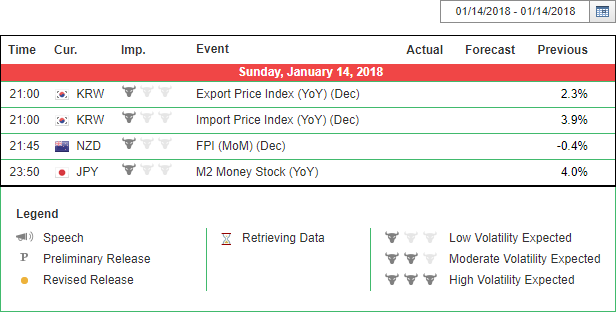 01/14/2018 - 01/14/2018
Time Cur. Imp. Event Actual Forecast Previous
Sunday, January 14, 2018
21:00 KRW Export Price Index (YoY) (Dec) 2.3%
21:00 KRW Import Price Index (YoY) (Dec) 3.9%
21:45 NZD FPI (MoM) (Dec) -0.4%
23:50 JPY M2 Money Stock (YoY) 4.0%
Legend
Speech Retrieving Data Low Volatility Expected
P Preliminary Release Moderate Volatility Expected
Revised Release High Volatility Expected